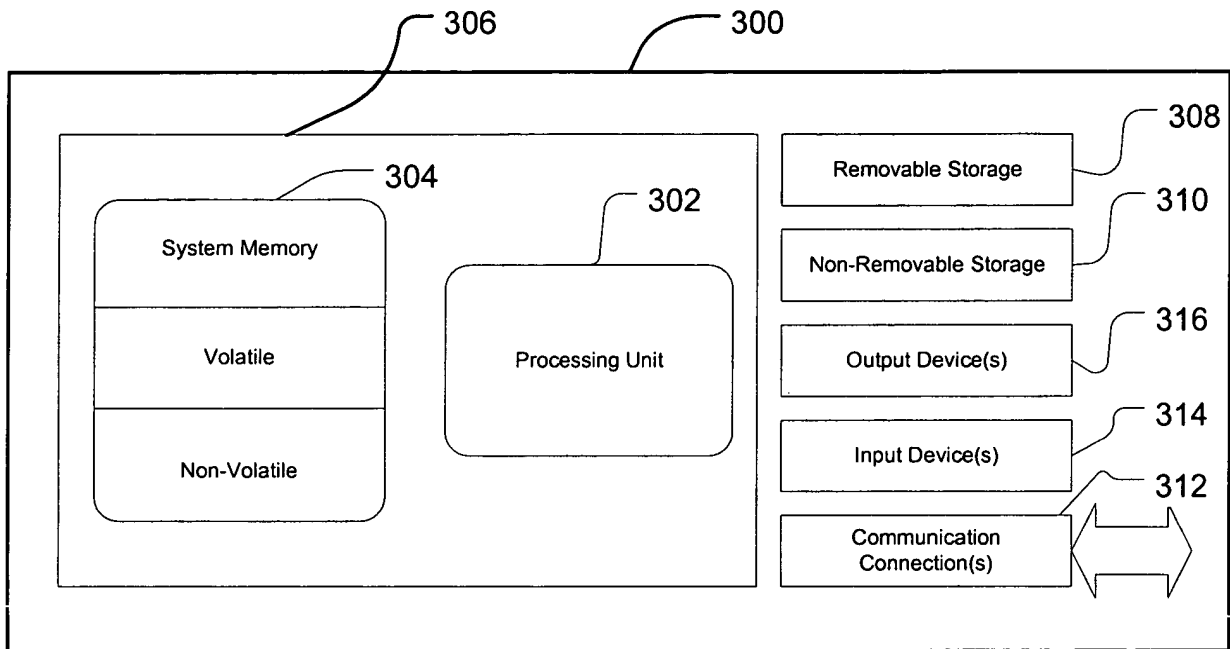 306
300
308
Removable Storage
304
302
310
System Memory
Non-Removable Storage
316
Volatile
Processing Unit
Output Device(s)
314
Non-Volatile
Input Device(s)
312
Communication
Connection(s)